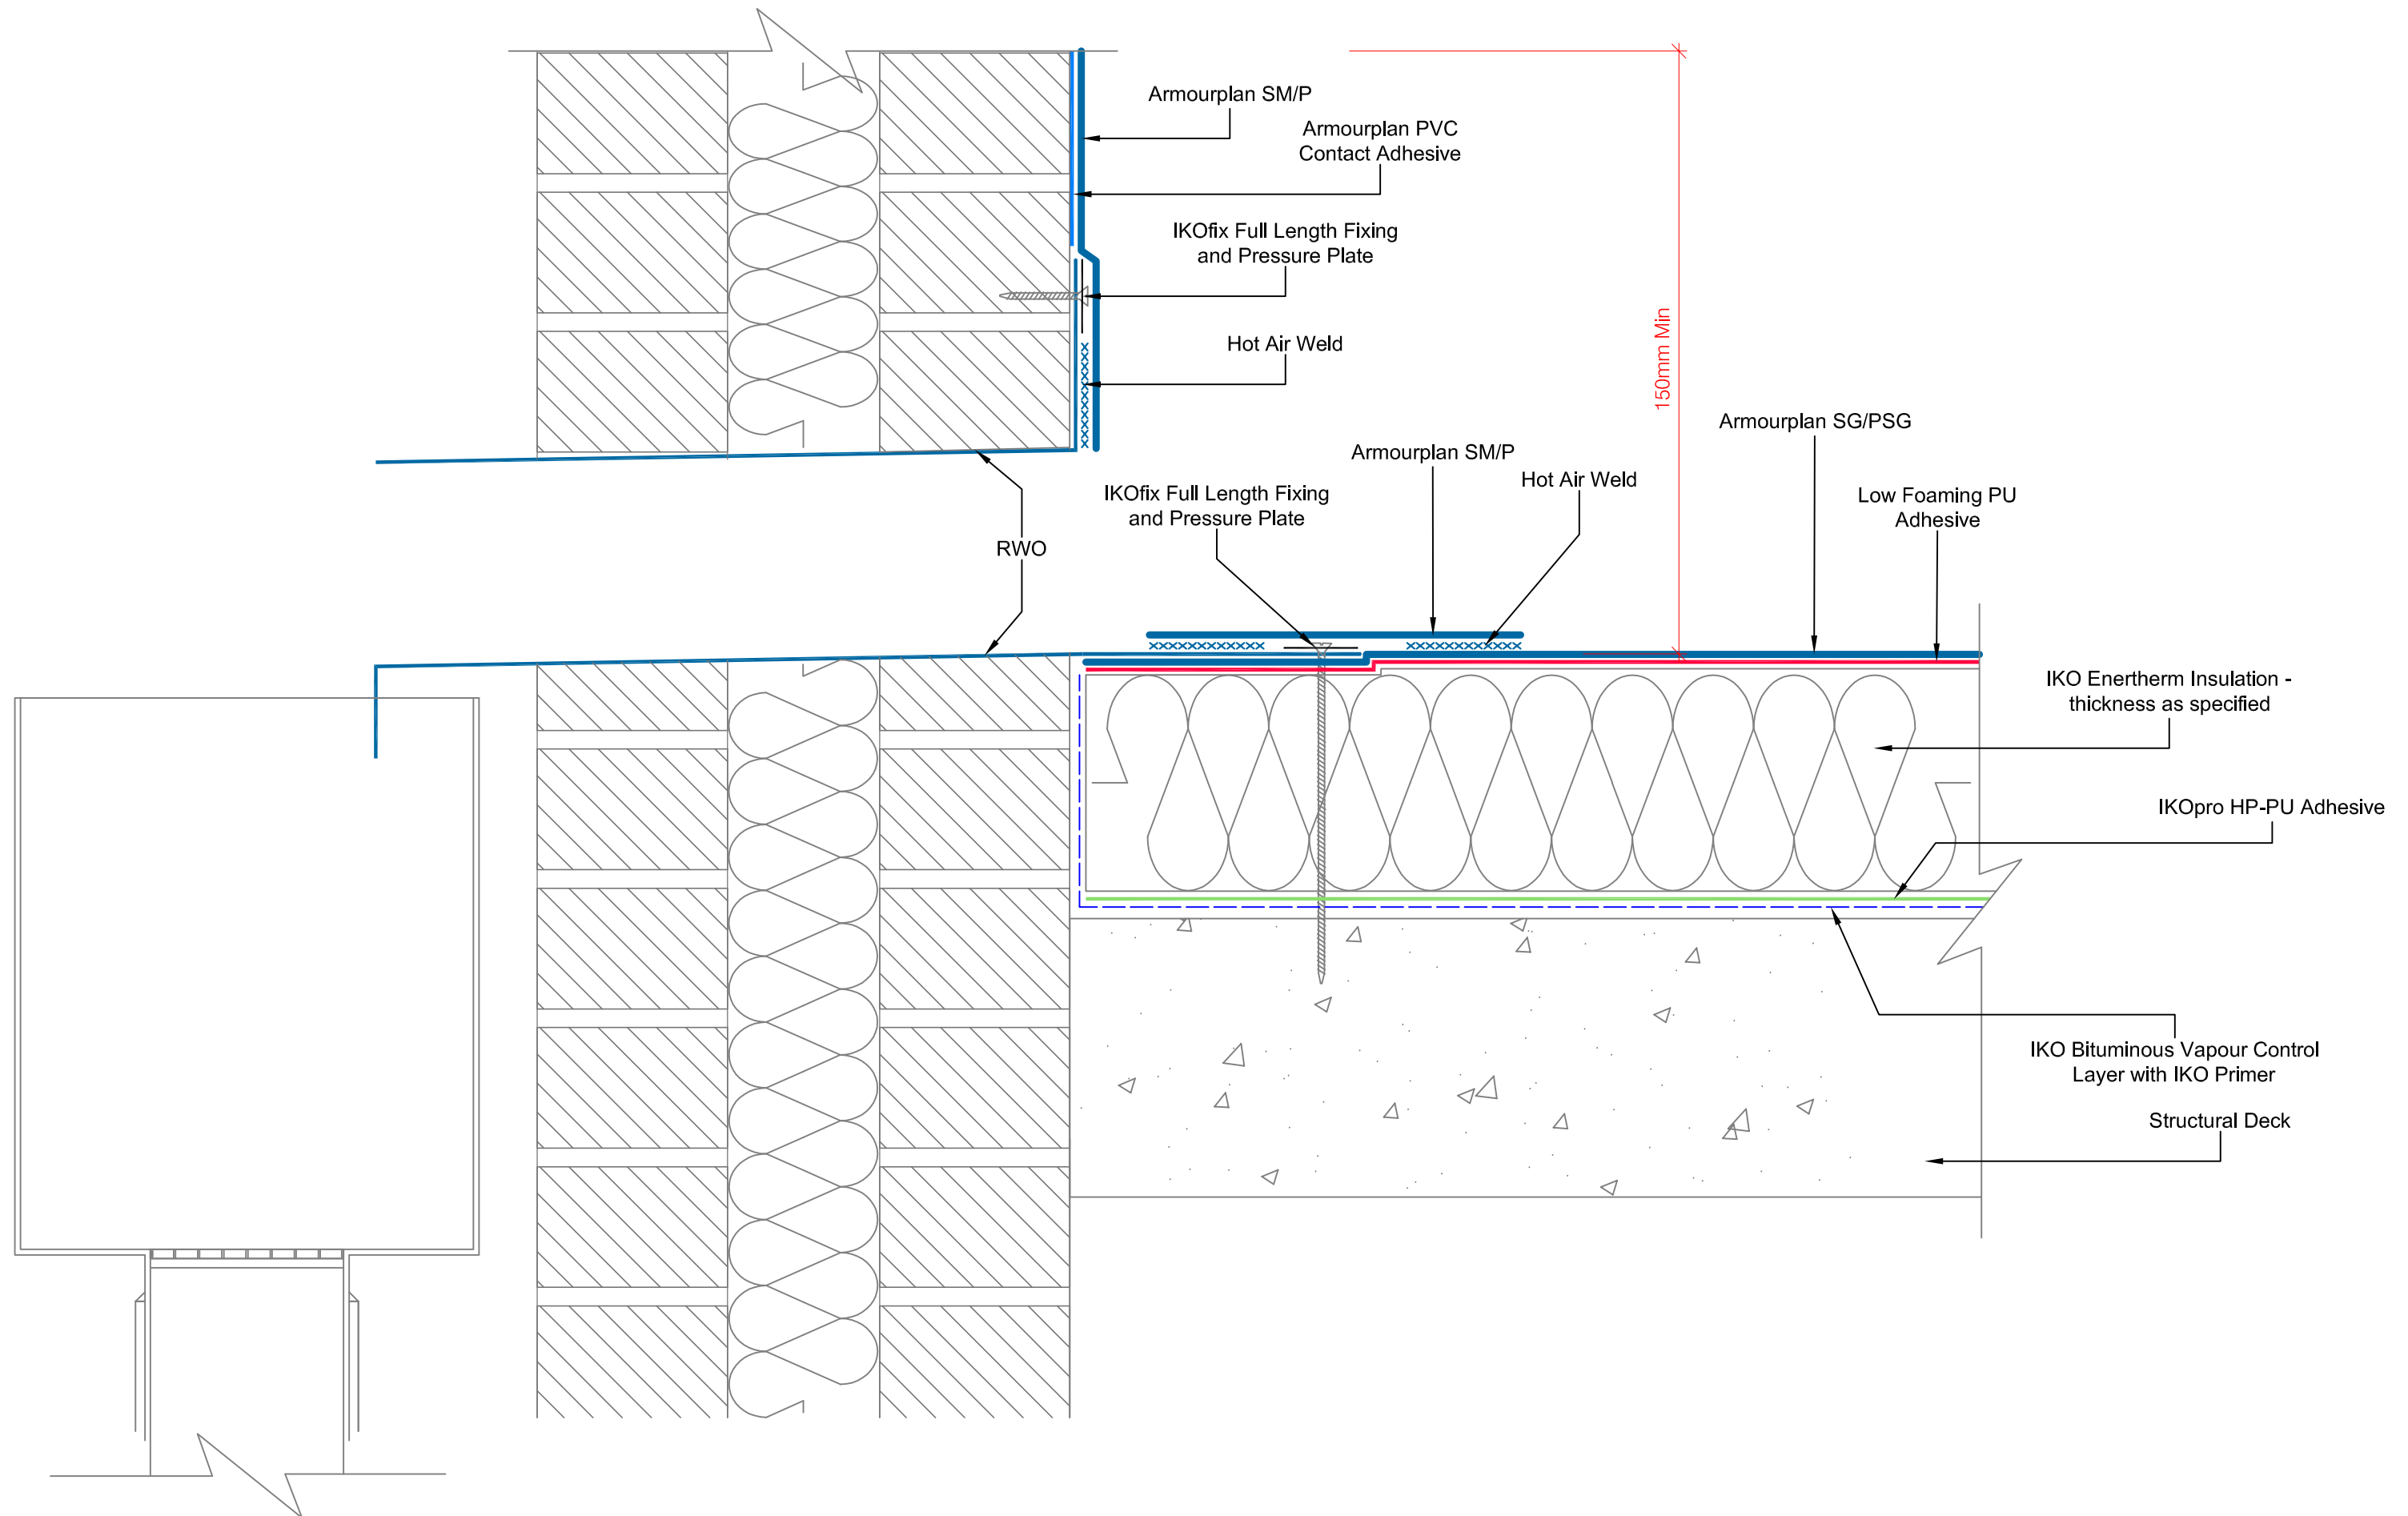 Armourplan SM/P
Armourplan PVC
Contact Adhesive
IKOfix Full Length Fixing
and Pressure Plate
Hot Air Weld
150mm Min
Armourplan SG/PSG
Armourplan SM/P
Hot Air Weld
IKOfix Full Length Fixing
and Pressure Plate
Low Foaming PU
Adhesive
RWO
IKO Enertherm Insulation -
thickness as specified
IKOpro HP-PU Adhesive
IKO Bituminous Vapour Control
Layer with IKO Primer
Structural Deck